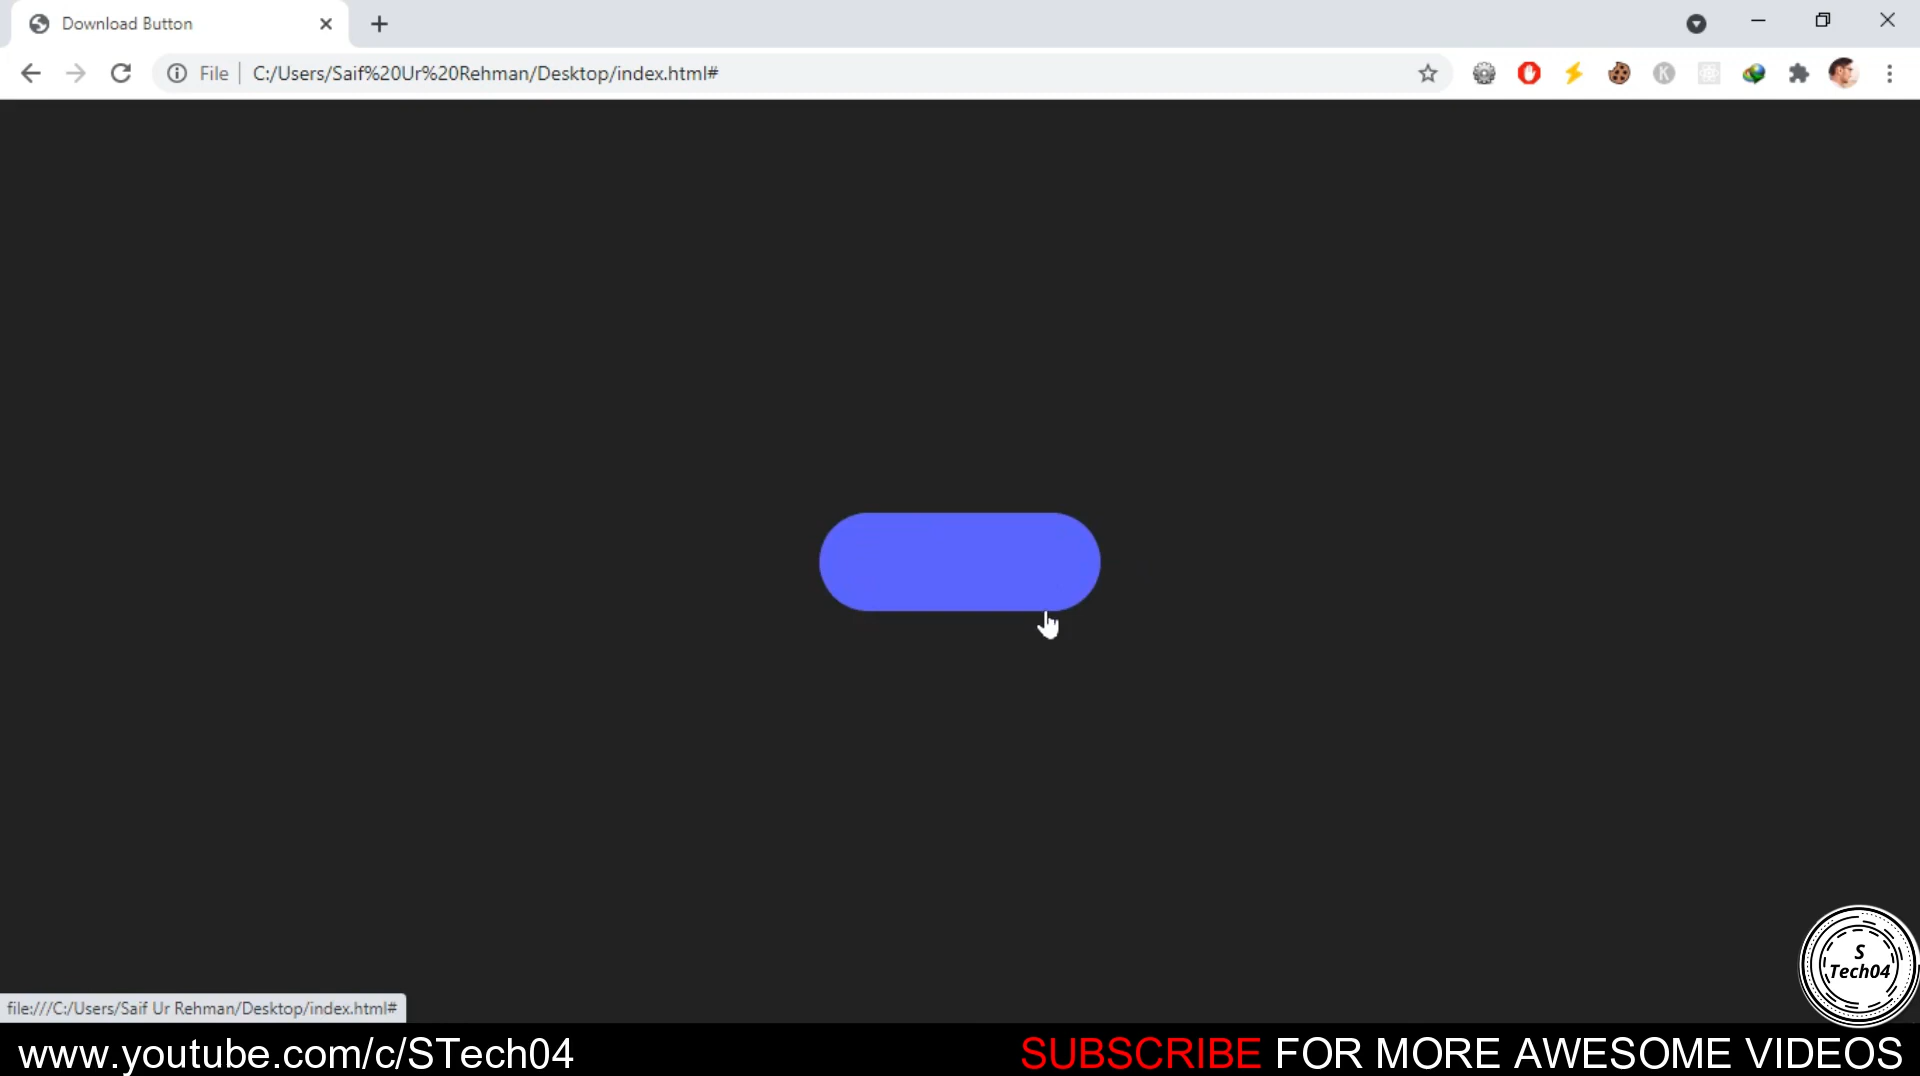 Download Button
File
C:/Users/Saif%20Ur%20Rehman/Desktop/index.html#
K
S
Tech04
file:///C:/Users/Saif Ur Rehman/Desktop/index.html#
www.youtube.com/c/STech04
SUBSCRIBE FOR MORE AWESOME VIDEOS